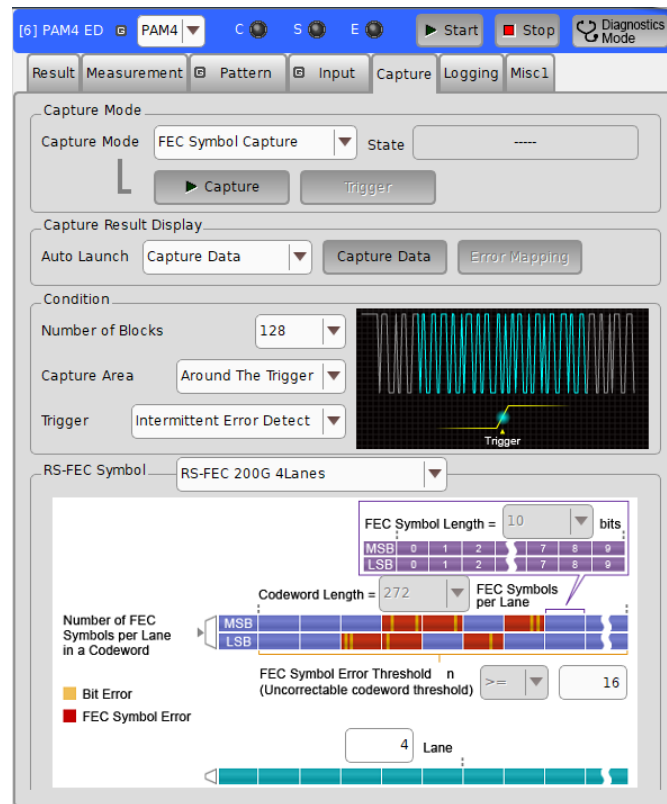 [6] PAM4 ED G PAM4 C S E Start Stop Diagnostics Mode
Result Measurement G Pattern G Input Capture Logging Misc1
Capture Mode
Capture Mode FEC Symbol Capture State -----
Capture Trigger
Capture Result Display
Auto Launch Capture Data Capture Data Error Mapping
Condition
Number of Blocks 128
Capture Area Around The Trigger
Trigger Intermittent Error Detect
Trigger
RS-FEC Symbol RS-FEC 200G 4Lanes
FEC Symbol Length = 10 bits
MSB 0 1 2 7 8 9
LSB 0 1 2 7 8 9
Codeword Length = 272 FEC Symbols per Lane
Number of FEC
Symbols per Lane
in a Codeword
MSB
LSB
FEC Symbol Error Threshold n
(Uncorrectable codeword threshold) >= 16
Bit Error
FEC Symbol Error
4 Lane